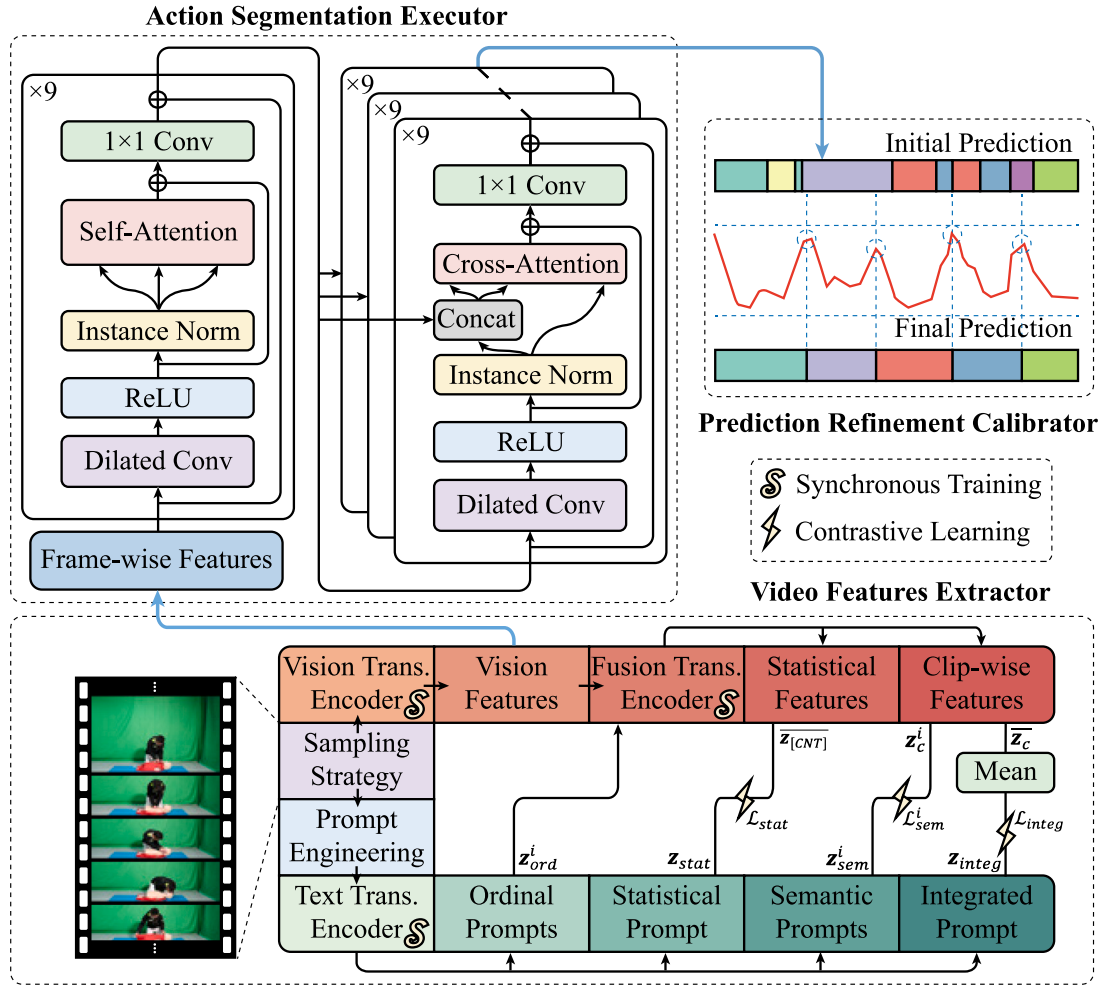 Action Segmentation Executor
×9
1×1 Conv
Self-Attention
Instance Norm
ReLU
Dilated Conv
Frame-wise Features
×9
×9
×9
1×1 Conv
Cross-Attention
Concat
Instance Norm
ReLU
Dilated Conv
Initial Prediction
Final Prediction
Prediction Refinement Calibrator
S Synchronous Training
Contrastive Learning
Video Features Extractor
Vision Trans.
Encoder S
Vision
Features
Fusion Trans.
Encoder S
Statistical
Features
Clip-wise
Features
Sampling
Strategy
Prompt
Engineering
z̅_[CNT]
z_c^i
z̅_c
Mean
ℒ_stat
ℒ_sem^i
ℒ_integ
z_ord^i
z_stat
z_sem^i
z_integ
Text Trans.
Encoder S
Ordinal
Prompts
Statistical
Prompt
Semantic
Prompts
Integrated
Prompt